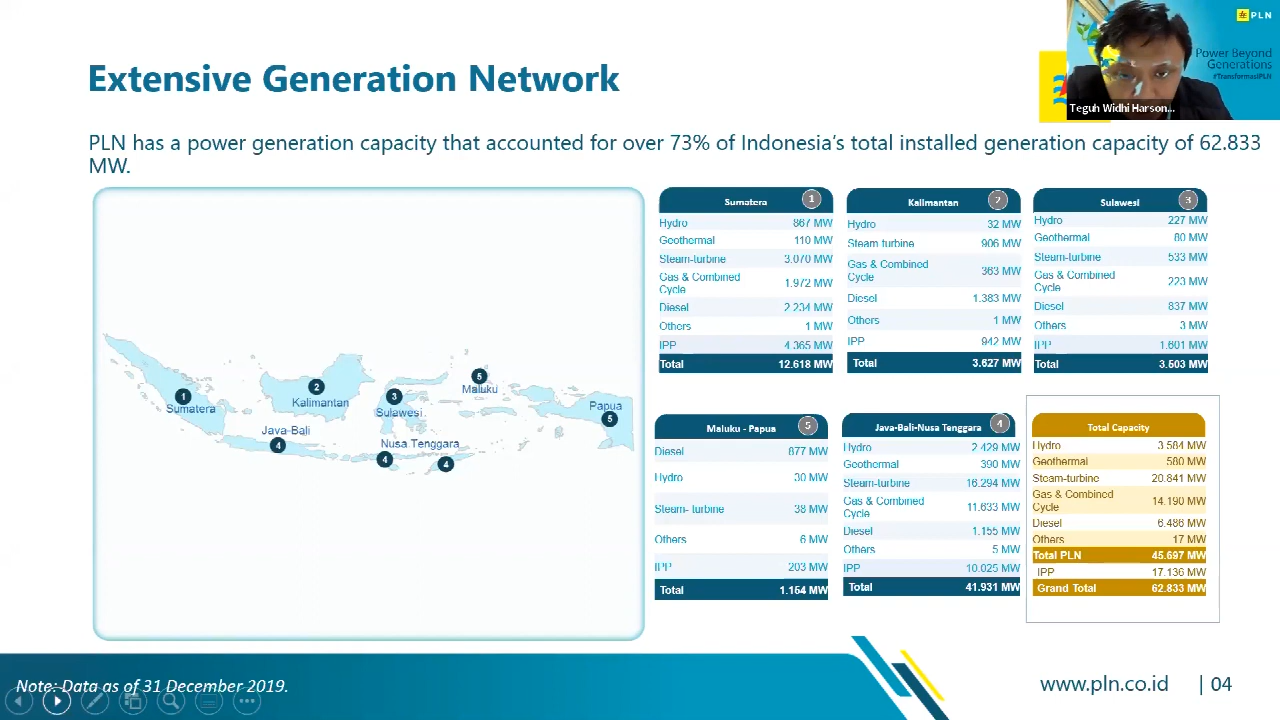 Extensive Generation Network
PLN
Power Beyond
Generations
#TransformasiPLN
Teguh Widhi Harson...
PLN has a power generation capacity that accounted for over 73% of Indonesia's total installed generation capacity of 62.833
MW.
Sumatera 1
Hydro 867 MW
Geothermal 110 MW
Steam-turbine 3.070 MW
Gas & Combined
Cycle 1.972 MW
Diesel 2.234 MW
Others 1 MW
IPP 4.365 MW
Total 12.618 MW
Kalimantan 2
Hydro 32 MW
Steam turbine 906 MW
Gas & Combined
Cycle 363 MW
Diesel 1.383 MW
Others 1 MW
IPP 942 MW
Total 3.627 MW
Sulawesi 3
Hydro 227 MW
Geothermal 80 MW
Steam-turbine 533 MW
Gas & Combined
Cycle 223 MW
Diesel 837 MW
Others 3 MW
IPP 1.601 MW
Total 3.503 MW
1
Sumatera
2
Kalimantan
3
Sulawesi
5
Maluku
Papua
5
Java-Bali
4
Nusa Tenggara
4
4
Maluku - Papua 5
Diesel 877 MW
Hydro 30 MW
Steam- turbine 38 MW
Others 6 MW
IPP 203 MW
Total 1.154 MW
Java-Bali-Nusa Tenggara 4
Hydro 2.429 MW
Geothermal 390 MW
Steam-turbine 16.294 MW
Gas & Combined
Cycle 11.633 MW
Diesel 1.155 MW
Others 5 MW
IPP 10.025 MW
Total 41.931 MW
Total Capacity
Hydro 3.584 MW
Geothermal 580 MW
Steam-turbine 20.841 MW
Gas & Combined
Cycle 14.190 MW
Diesel 6.486 MW
Others 17 MW
Total PLN 45.697 MW
IPP 17.136 MW
Grand Total 62.833 MW
Note: Data as of 31 December 2019.
www.pln.co.id | 04